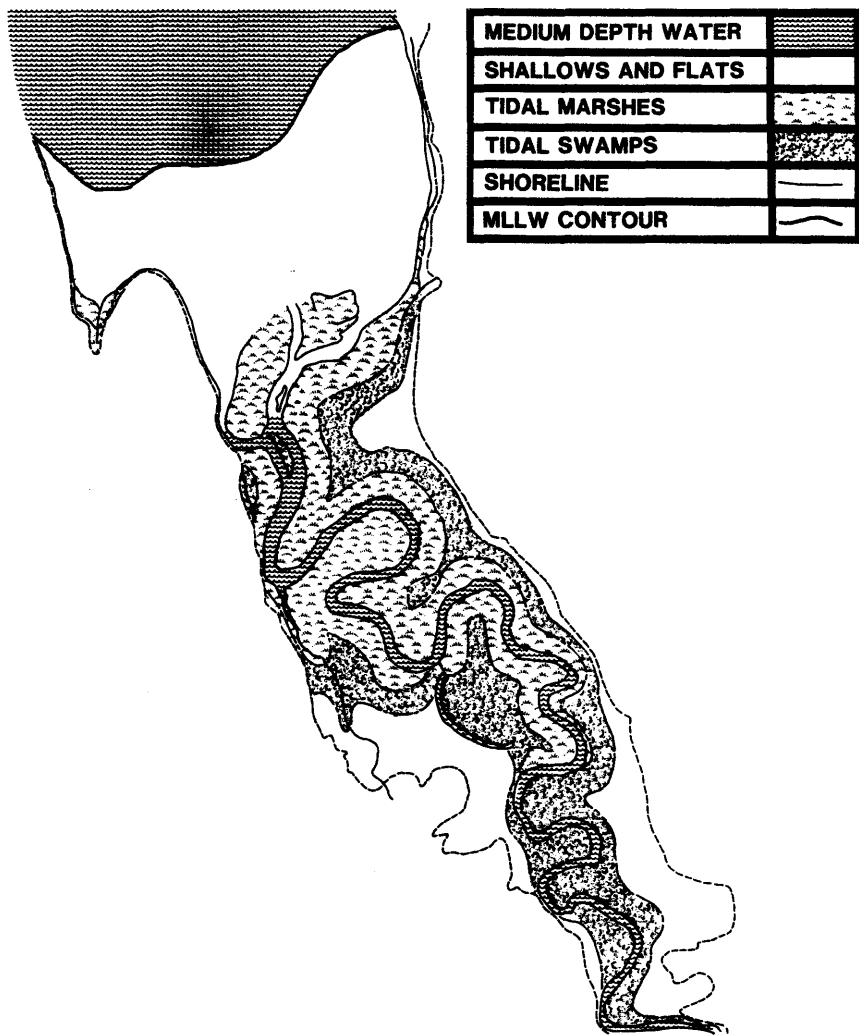 MEDIUM DEPTH WATER
SHALLOWS AND FLATS
TIDAL MARSHES
TIDAL SWAMPS
SHORELINE
MLLW CONTOUR